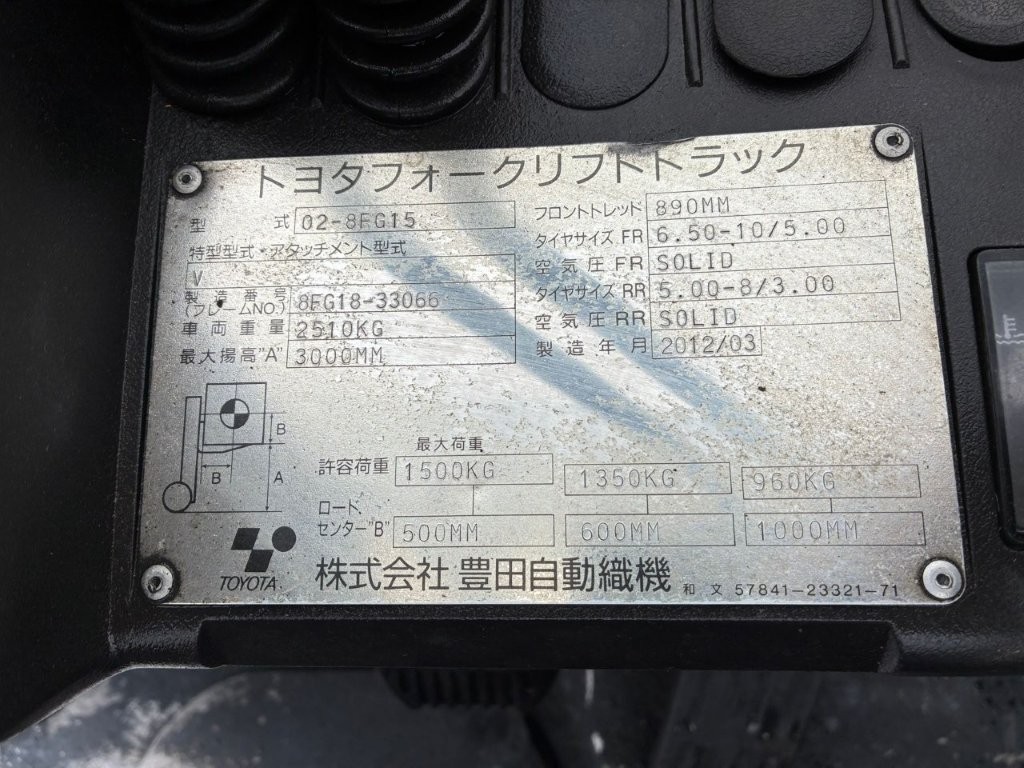 トヨタフォークリフトトラック
型 式 02-8FG15
特型型式・アタッチメント型式
V
製造番号 (フレームNO.) 8FG18-33066
車両重量 2510KG
最大揚高"A" 3000MM
フロントトレッド 890MM
タイヤサイズ FR 6.50-10/5.00
空気圧 FR SOLID
タイヤサイズ RR 5.00-8/3.00
空気圧 RR SOLID
製造年月 2012/03
B
B A
最大荷重
許容荷重 1500KG 1350KG 960KG
ロード
センター"B" 500MM 600MM 1000MM
TOYOTA 株式会社 豊田自動織機 和文 57841-23321-71